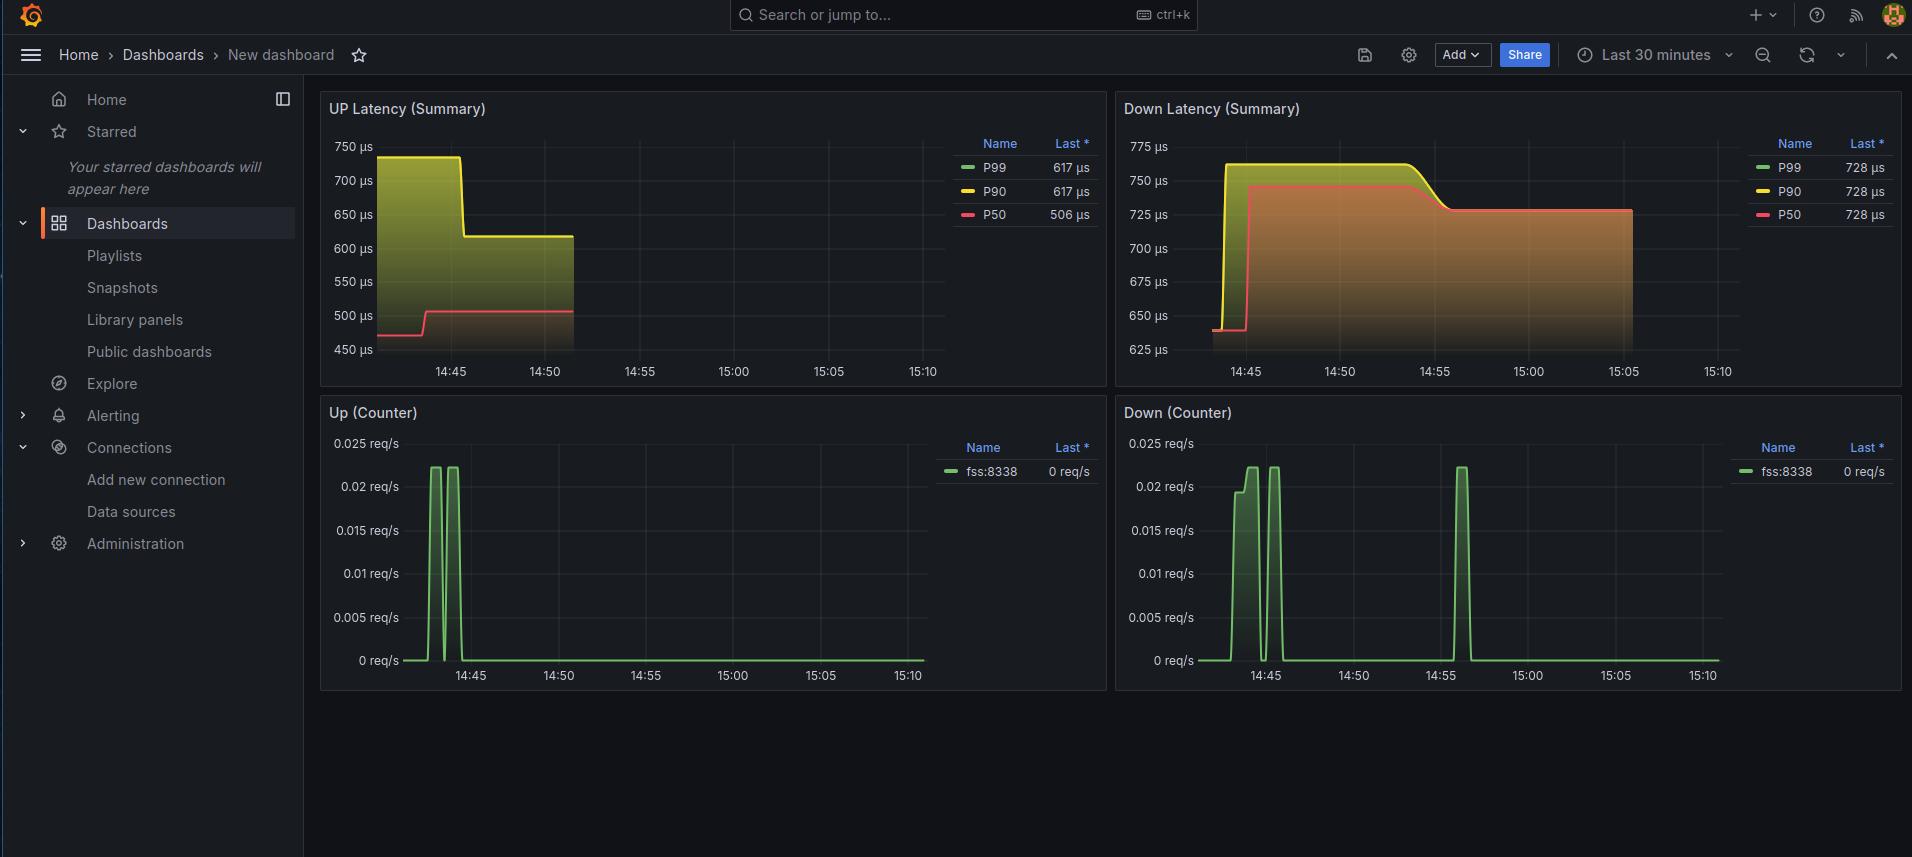 Search or jump to...
ctrl+k
Home › Dashboards › New dashboard
Add
Share
Last 30 minutes
Home
Starred
Your starred dashboards will
appear here
Dashboards
Playlists
Snapshots
Library panels
Public dashboards
Explore
Alerting
Connections
Add new connection
Data sources
Administration
UP Latency (Summary)
750 µs
700 µs
650 µs
600 µs
550 µs
500 µs
450 µs
14:45 14:50 14:55 15:00 15:05 15:10
Name Last *
P99 617 µs
P90 617 µs
P50 506 µs
Down Latency (Summary)
775 µs
750 µs
725 µs
700 µs
675 µs
650 µs
625 µs
14:45 14:50 14:55 15:00 15:05 15:10
Name Last *
P99 728 µs
P90 728 µs
P50 728 µs
Up (Counter)
0.025 req/s
0.02 req/s
0.015 req/s
0.01 req/s
0.005 req/s
0 req/s
14:45 14:50 14:55 15:00 15:05 15:10
Name Last *
fss:8338 0 req/s
Down (Counter)
0.025 req/s
0.02 req/s
0.015 req/s
0.01 req/s
0.005 req/s
0 req/s
14:45 14:50 14:55 15:00 15:05 15:10
Name Last *
fss:8338 0 req/s